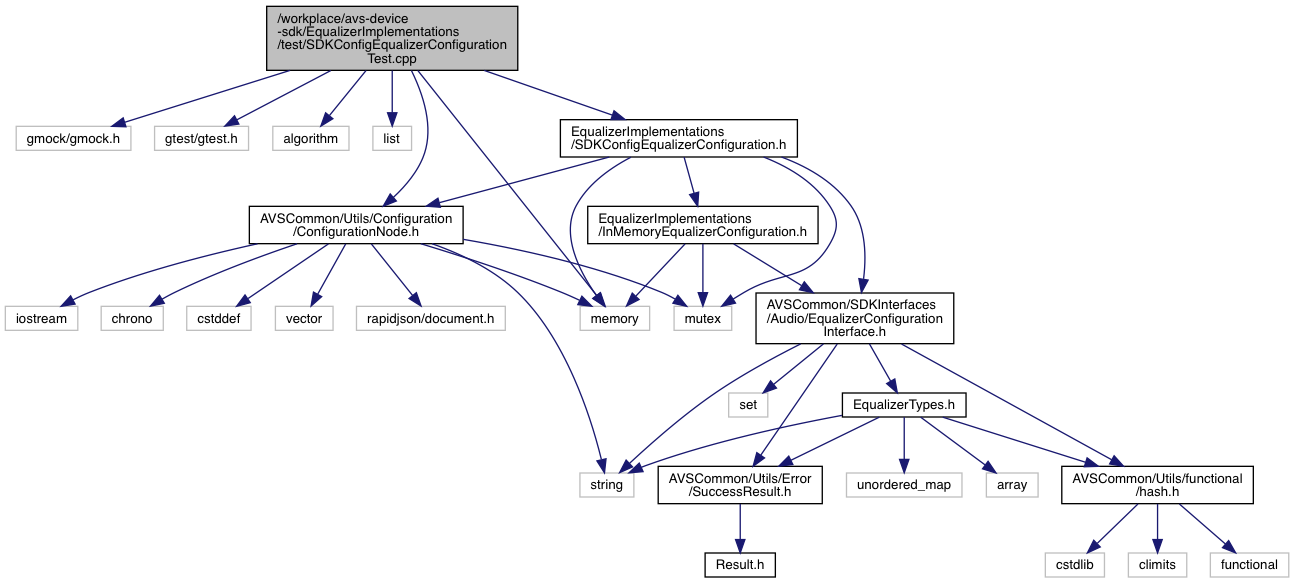 /workplace/avs-device
-sdk/EqualizerImplementations
/test/SDKConfigEqualizerConfiguration
Test.cpp
gmock/gmock.h
gtest/gtest.h
algorithm
list
EqualizerImplementations
/SDKConfigEqualizerConfiguration.h
AVSCommon/Utils/Configuration
/ConfigurationNode.h
EqualizerImplementations
/InMemoryEqualizerConfiguration.h
iostream
chrono
cstddef
vector
rapidjson/document.h
memory
mutex
AVSCommon/SDKInterfaces
/Audio/EqualizerConfiguration
Interface.h
set
EqualizerTypes.h
string
AVSCommon/Utils/Error
/SuccessResult.h
unordered_map
array
AVSCommon/Utils/functional
/hash.h
Result.h
cstdlib
climits
functional